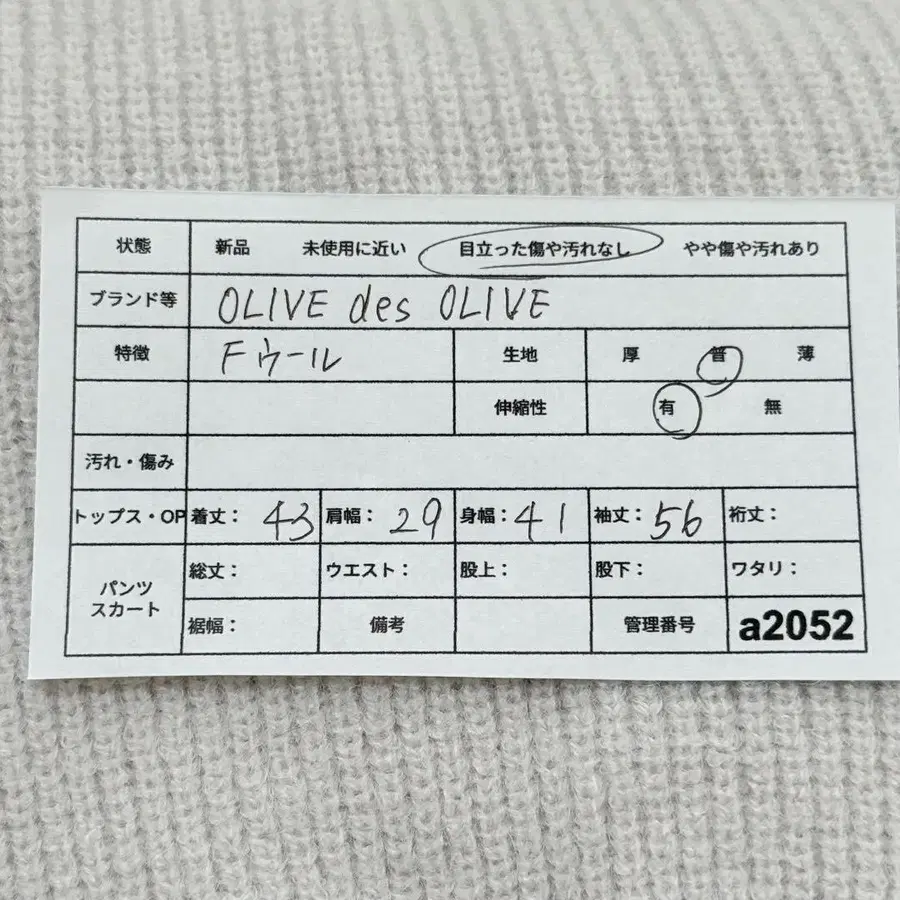 状態 新品 未使用に近い 目立った傷や汚れなし やや傷や汚れあり
ブランド等 OLIVE des OLIVE
特徴 F ウール 生地 厚 普 薄
伸縮性 有 無
汚れ・傷み
トップス・OP 着丈: 43 肩幅: 29 身幅: 41 袖丈: 56 裄丈:
パンツ スカート 総丈: ウエスト: 股上: 股下: ワタリ:
裾幅: 備考 管理番号 a2052